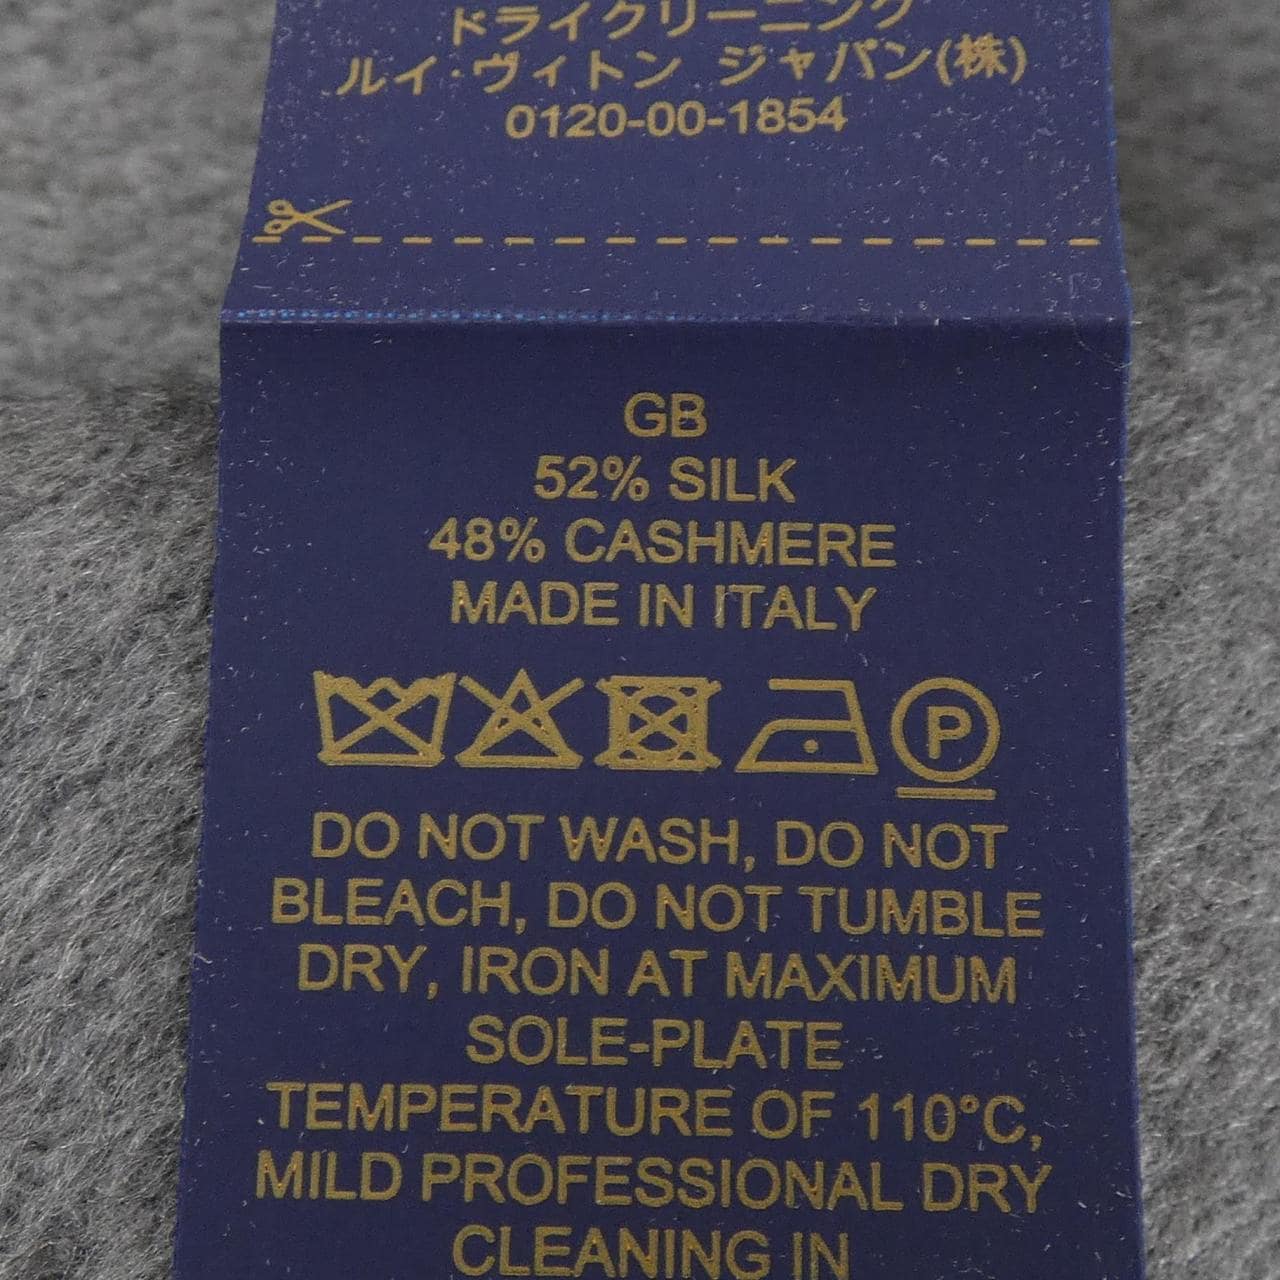 ドライクリーニング
ルイ・ヴィトン ジャパン(株)
0120-00-1854
GB
52% SILK
48% CASHMERE
MADE IN ITALY
P
DO NOT WASH, DO NOT
BLEACH, DO NOT TUMBLE
DRY, IRON AT MAXIMUM
SOLE-PLATE
TEMPERATURE OF 110°C,
MILD PROFESSIONAL DRY
CLEANING IN